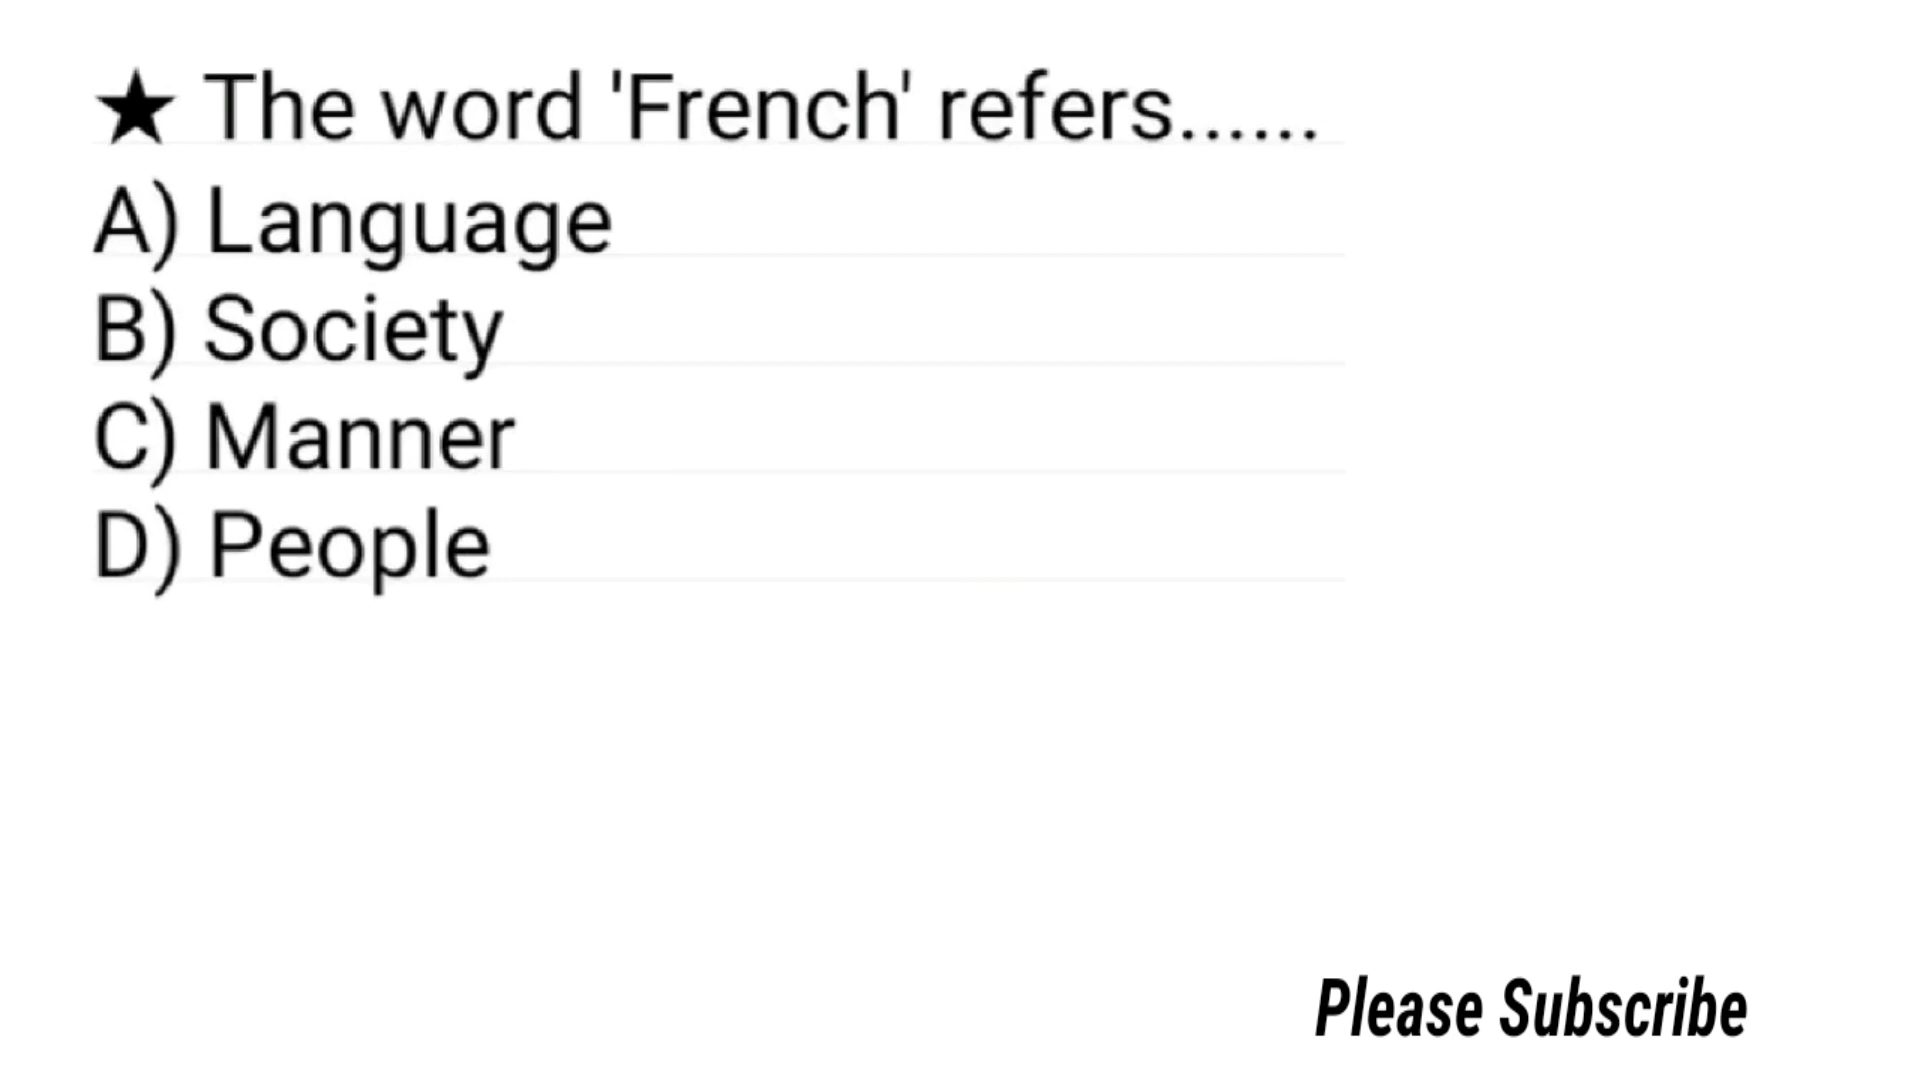 ★ The word 'French' refers......
A) Language
B) Society
C) Manner
D) People
Please Subscribe